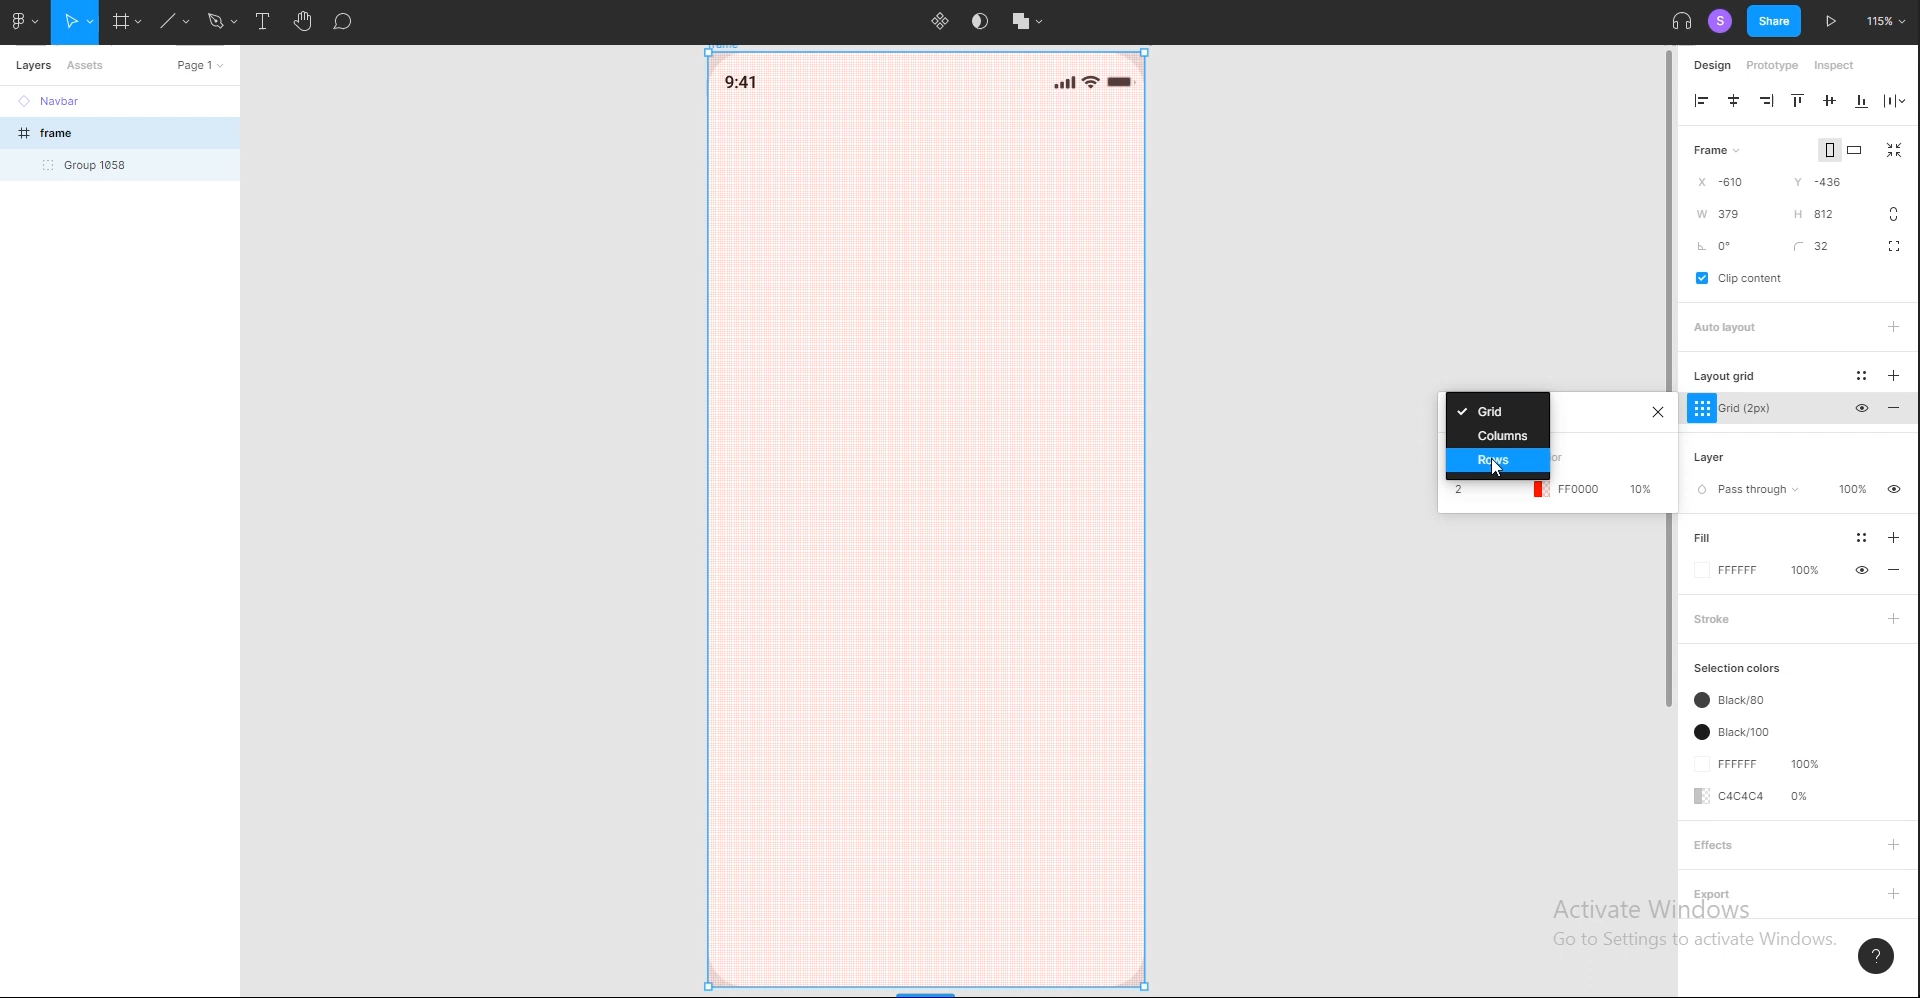 S
Share
115%
Layers
Assets
Page 1
Navbar
frame
Group 1058
9:41
Design
Prototype
Inspect
Frame
X
-610
Y
-436
W
379
H
812
0°
32
Clip content
Auto layout
Layout grid
Grid (2px)
Grid
Columns
Rows
2
FF0000
10%
Layer
Pass through
100%
Fill
FFFFFF
100%
Stroke
Selection colors
Black/80
Black/100
FFFFFF
100%
C4C4C4
0%
Effects
Export
Activate Windows
Go to Settings to activate Windows.
?